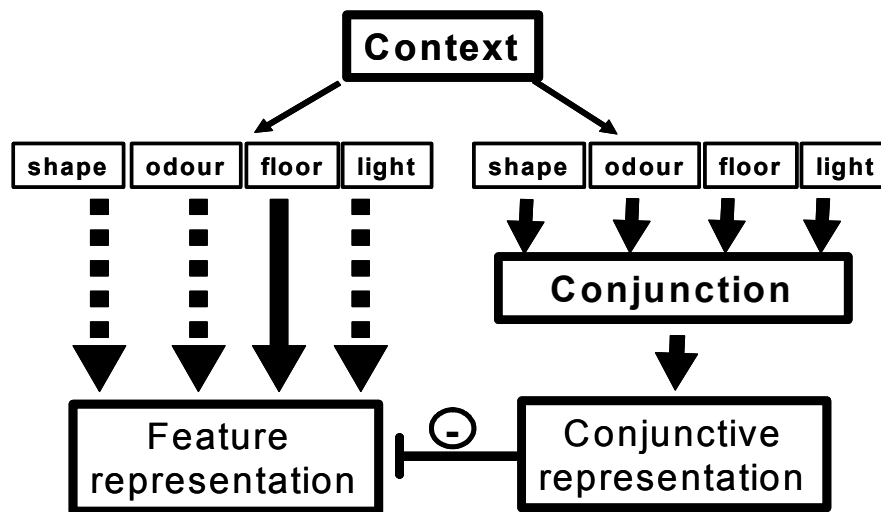 Context
shape odour floor light shape odour floor light
Conjunction
-
Feature
representation
Conjunctive
representation